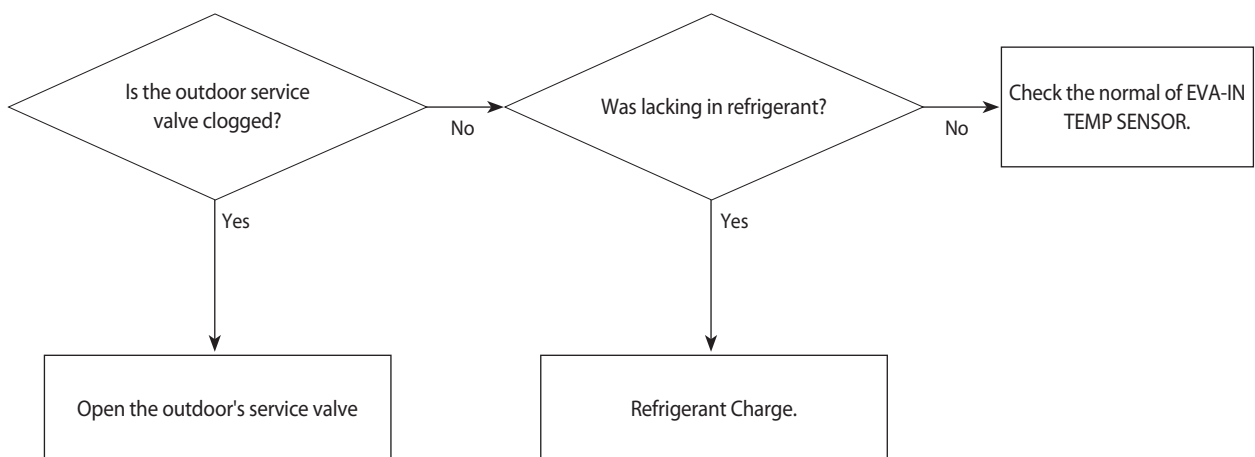 Is the outdoor service
valve clogged?
No
Was lacking in refrigerant?
No
Check the normal of EVA-IN
TEMP SENSOR.
Yes
Yes
Open the outdoor's service valve
Refrigerant Charge.